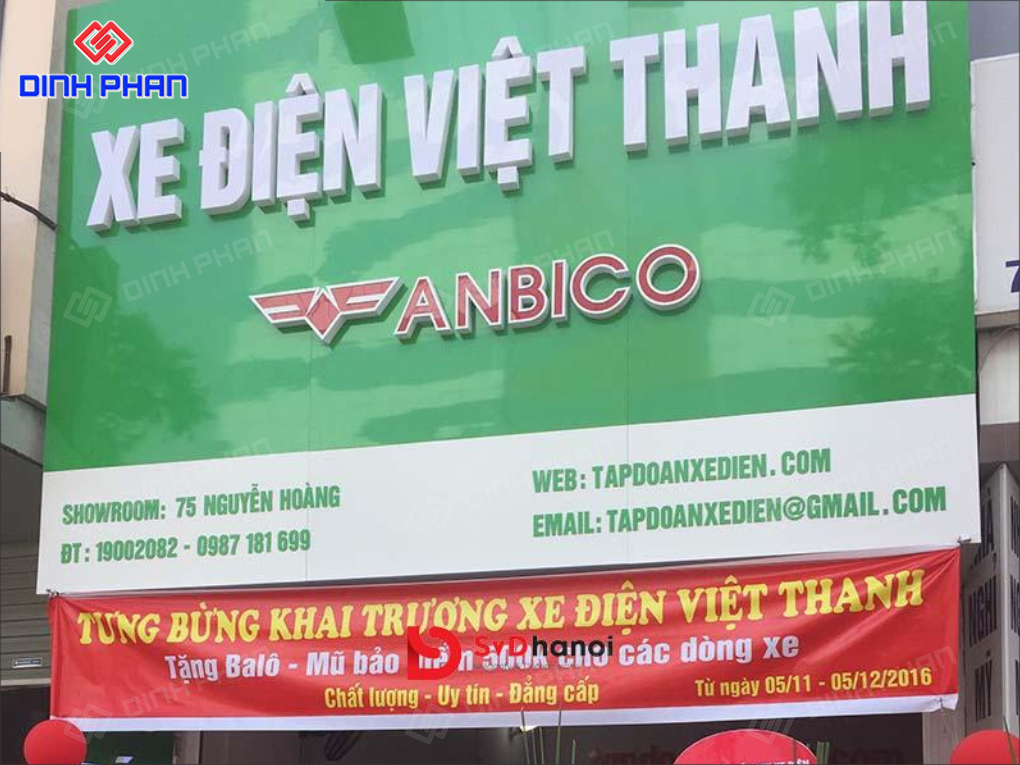 DINH PHAN
XE ĐIỆN VIỆT THANH
ANBICO
SHOWROOM: 75 NGUYỄN HOÀNG
ĐT: 19002082 - 0987 181 699
WEB: TAPDOANXEDIEN.COM
EMAIL: TAPDOANXEDIEN@GMAIL.COM
TƯNG BỪNG KHAI TRƯƠNG XE ĐIỆN VIỆT THANH
SvDhanoi
Tặng Balô - Mũ bảo cho các dòng xe
Chất lượng - Uy tín - Đẳng cấp
Từ ngày 05/11 - 05/12/2016
NGHỊ
MỸ